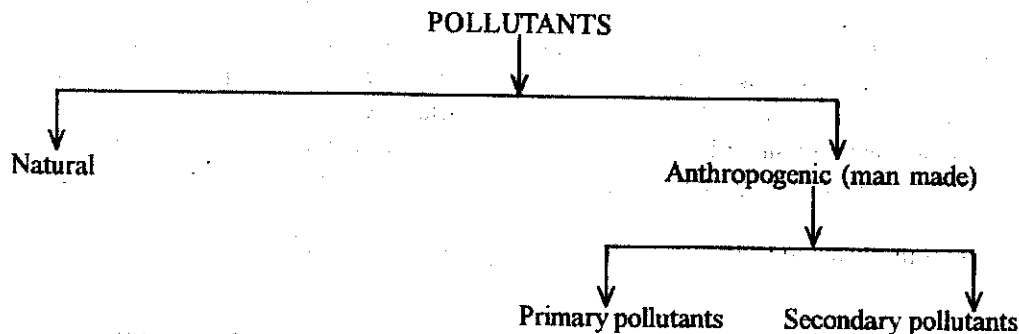 POLLUTANTS
Natural
Anthropogenic (man made)
Primary pollutants
Secondary pollutants